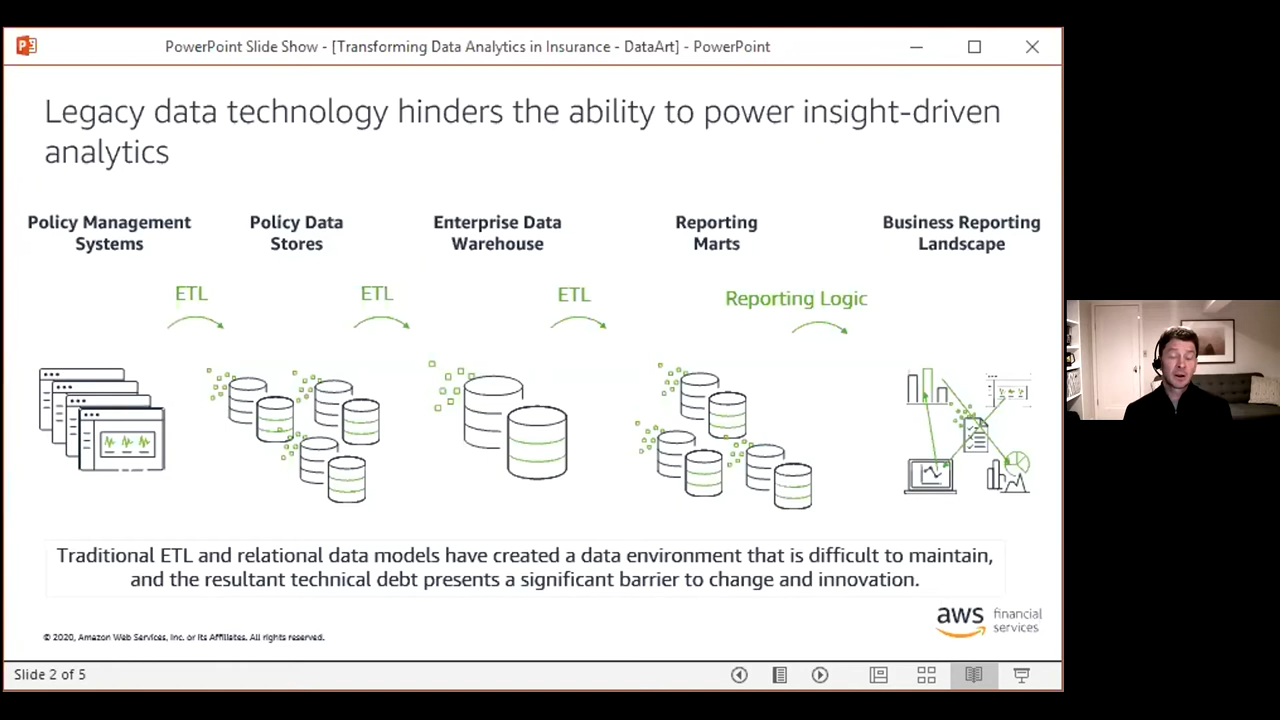 PowerPoint Slide Show - [Transforming Data Analytics in Insurance - DataArt] - PowerPoint
Legacy data technology hinders the ability to power insight-driven
analytics
Policy Management
Systems
Policy Data
Stores
Enterprise Data
Warehouse
Reporting
Marts
Business Reporting
Landscape
ETL
ETL
ETL
Reporting Logic
Traditional ETL and relational data models have created a data environment that is difficult to maintain,
and the resultant technical debt presents a significant barrier to change and innovation.
aws financial
services
© 2020, Amazon Web Services, Inc. or its Affiliates. All rights reserved.
Slide 2 of 5